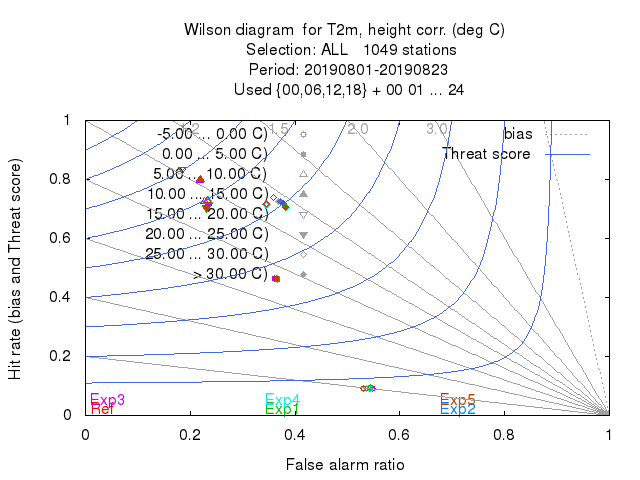 Wilson diagram  for T2m, height corr. (deg C)
Selection: ALL   1049 stations
Period: 20190801-20190823
Used {00,06,12,18} + 00 01 ... 24
1.2 1.5 2.0 3.0
bias
Threat score
-5.00 ... 0.00 C)
0.00 ... 5.00 C)
5.00 ... 10.00 C)
10.00 ... 15.00 C)
15.00 ... 20.00 C)
20.00 ... 25.00 C)
25.00 ... 30.00 C)
> 30.00 C)
Hit rate (bias and Threat score)
1
0.8
0.6
0.4
0.2
0
Exp3 Exp4 Exp5
Ref Exp1 Exp2
0 0.2 0.4 0.6 0.8 1
False alarm ratio